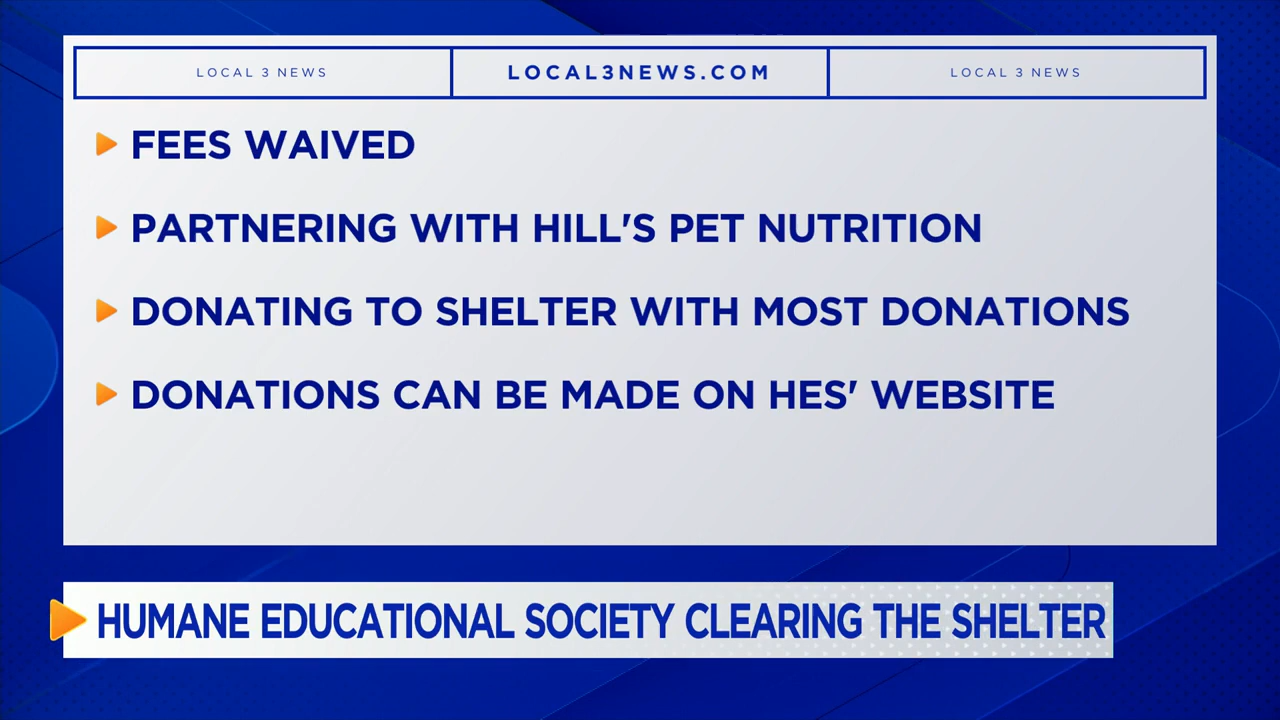 LOCAL 3 NEWS
LOCAL3NEWS.COM
LOCAL 3 NEWS
FEES WAIVED
PARTNERING WITH HILL'S PET NUTRITION
DONATING TO SHELTER WITH MOST DONATIONS
DONATIONS CAN BE MADE ON HES' WEBSITE
HUMANE EDUCATIONAL SOCIETY CLEARING THE SHELTER